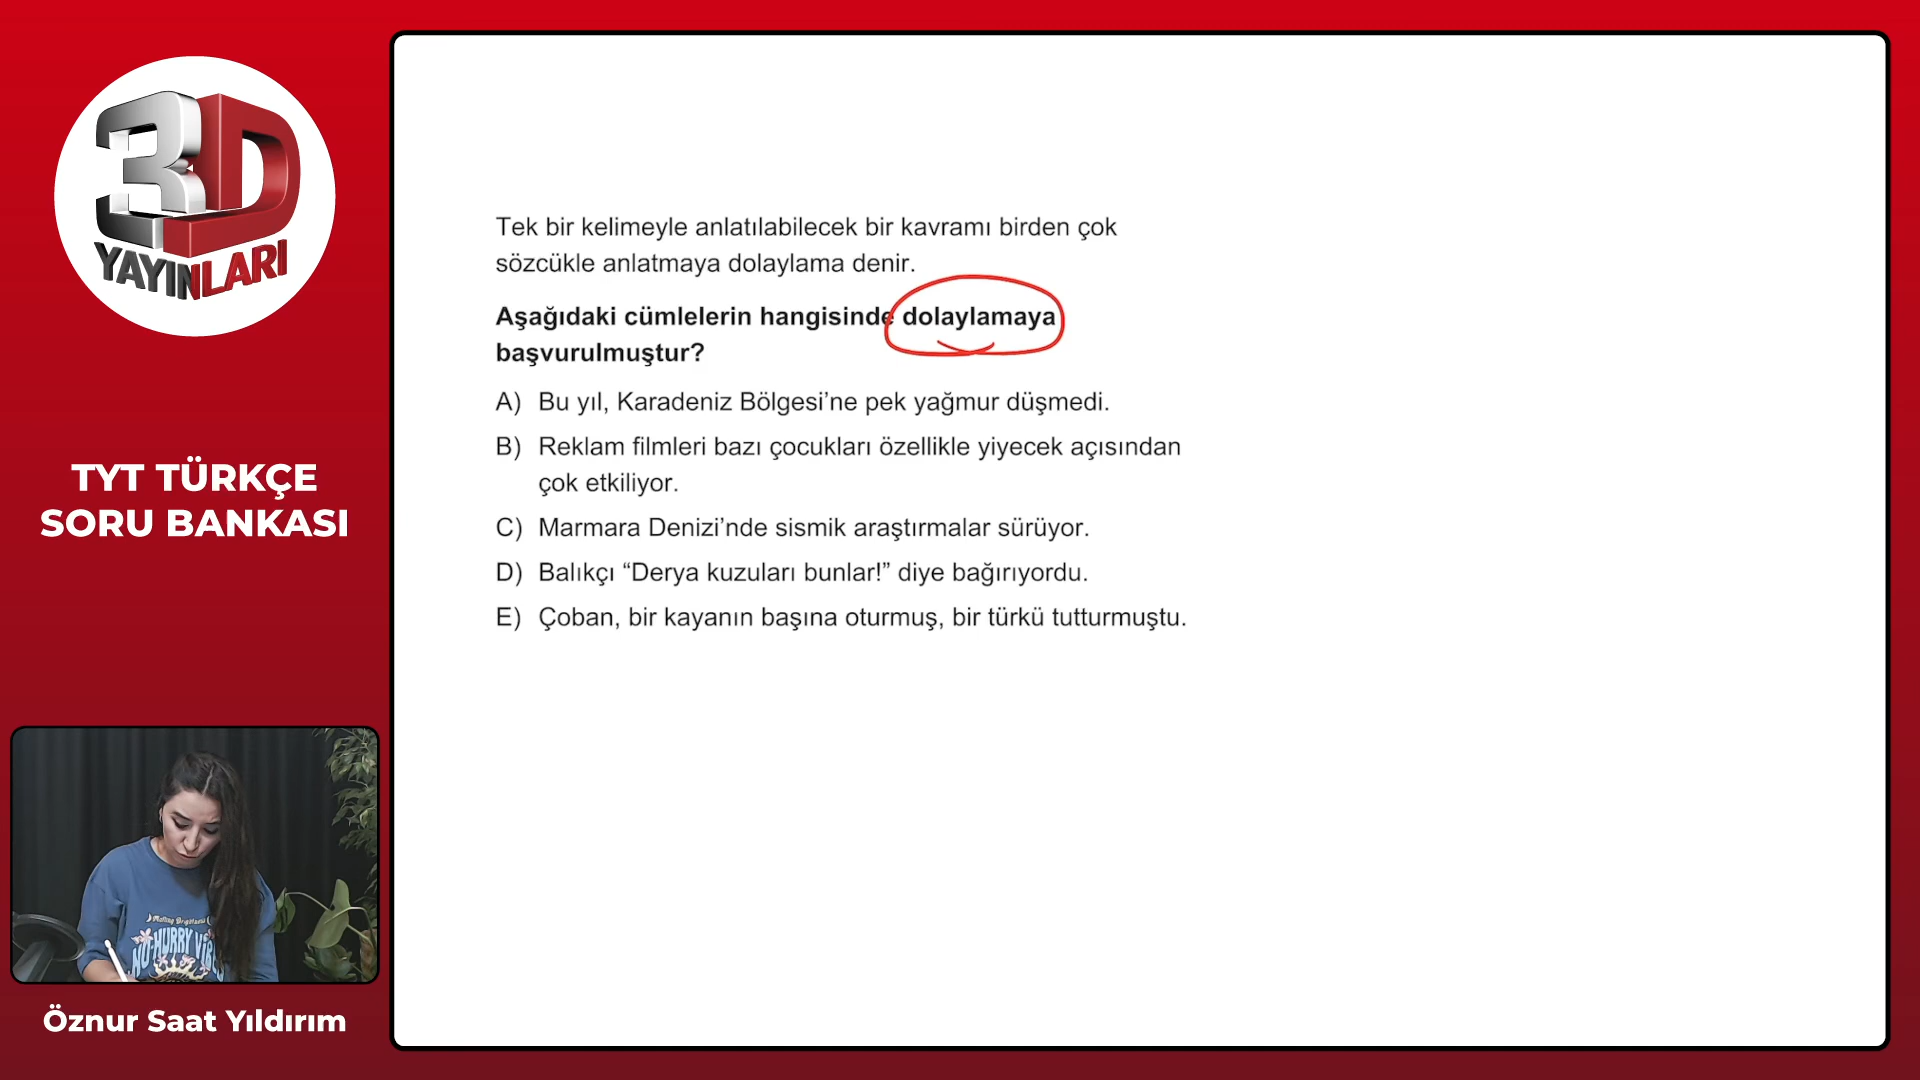 3D
YAYINLARI
TYT TÜRKÇE
SORU BANKASI
Öznur Saat Yıldırım
Tek bir kelimeyle anlatılabilecek bir kavramı birden çok
sözcükle anlatmaya dolaylama denir.
Aşağıdaki cümlelerin hangisinde dolaylamaya
başvurulmuştur?
A) Bu yıl, Karadeniz Bölgesi’ne pek yağmur düşmedi.
B) Reklam filmleri bazı çocukları özellikle yiyecek açısından
çok etkiliyor.
C) Marmara Denizi’nde sismik araştırmalar sürüyor.
D) Balıkçı “Derya kuzuları bunlar!” diye bağırıyordu.
E) Çoban, bir kayanın başına oturmuş, bir türkü tutturmuştu.